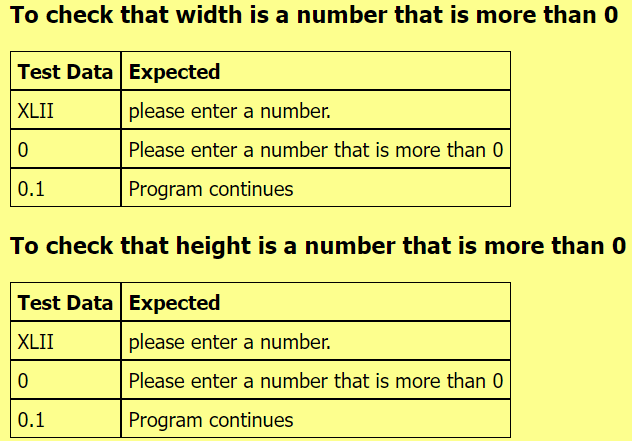 To check that width is a number that is more than 0
Test Data Expected
XLII please enter a number.
0 Please enter a number that is more than 0
0.1 Program continues
To check that height is a number that is more than 0
Test Data Expected
XLII please enter a number.
0 Please enter a number that is more than 0
0.1 Program continues